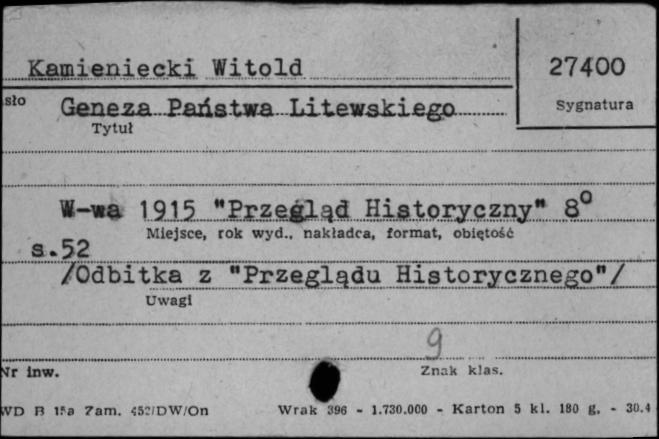 Kamieniecki Witold
27400
sło
Geneza Państwa Litewskiego
Sygnatura
Tytuł
W-wa 1915 "Przegląd Historyczny" 8⁰
Miejsce, rok wyd., nakładca, format, objętość
s.52
/Odbitka z "Przeglądu Historycznego"/
Uwagi
9
Nr inw.
Znak klas.
WD B 15a Zam. 452/DW/On
Wrak 396 - 1.730.000 - Karton 5 kl. 180 g. - 30.4